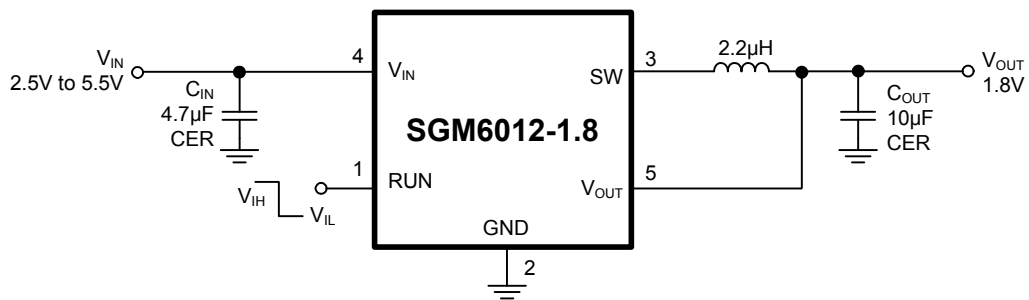 V_IN
2.5V to 5.5V
C_IN
4.7µF
CER
4
V_IN
SGM6012-1.8
1
RUN
V_IH
V_IL
GND
2
SW
3
2.2µH
V_OUT
5
C_OUT
10µF
CER
V_OUT
1.8V